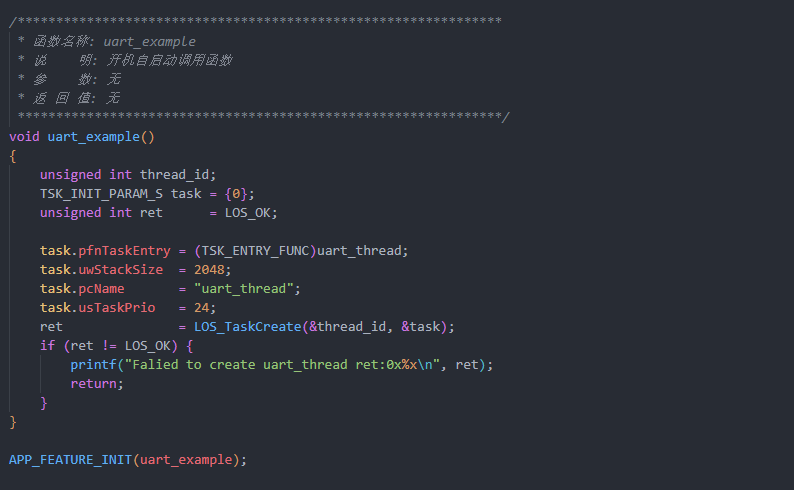 /***************************************************************
 * 函数名称: uart_example
 * 说    明: 开机自启动调用函数
 * 参    数: 无
 * 返 回 值: 无
 ***************************************************************/
void uart_example()
{
    unsigned int thread_id;
    TSK_INIT_PARAM_S task = {0};
    unsigned int ret      = LOS_OK;

    task.pfnTaskEntry = (TSK_ENTRY_FUNC)uart_thread;
    task.uwStackSize  = 2048;
    task.pcName       = "uart_thread";
    task.usTaskPrio   = 24;
    ret               = LOS_TaskCreate(&thread_id, &task);
    if (ret != LOS_OK) {
        printf("Falied to create uart_thread ret:0x%x\n", ret);
        return;
    }
}

APP_FEATURE_INIT(uart_example);